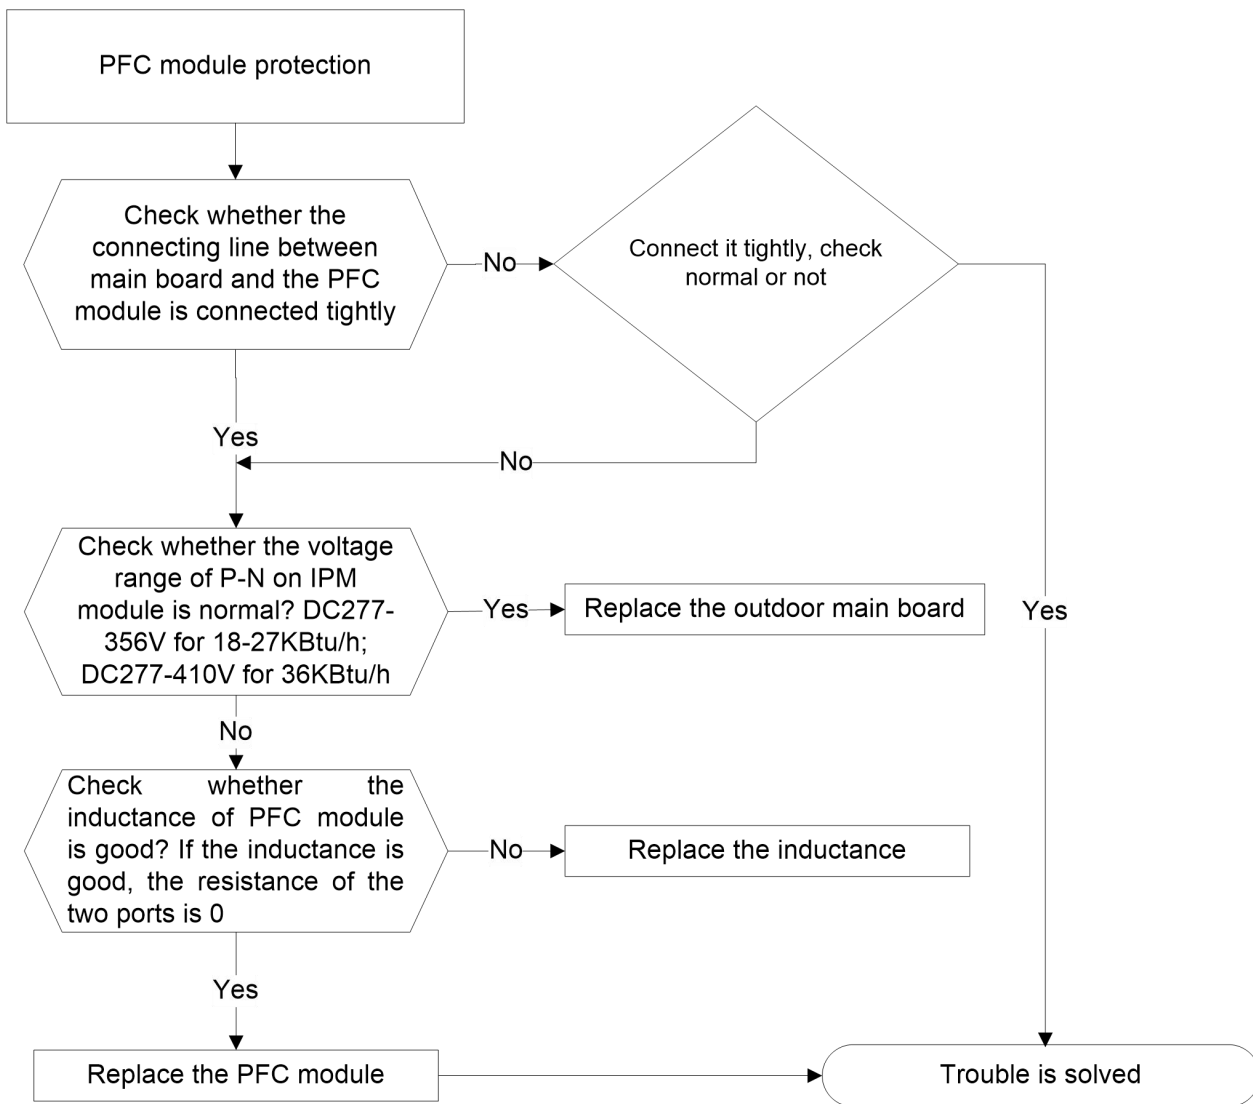 PFC module protection
Check whether the
connecting line between
main board and the PFC
module is connected tightly
No
Connect it tightly, check
normal or not
Yes
No
Check whether the voltage
range of P-N on IPM
module is normal? DC277-
356V for 18-27KBtu/h;
DC277-410V for 36KBtu/h
Yes
Replace the outdoor main board
Yes
No
Check whether the
inductance of PFC module
is good? If the inductance is
good, the resistance of the
two ports is 0
No
Replace the inductance
Yes
Replace the PFC module
Trouble is solved